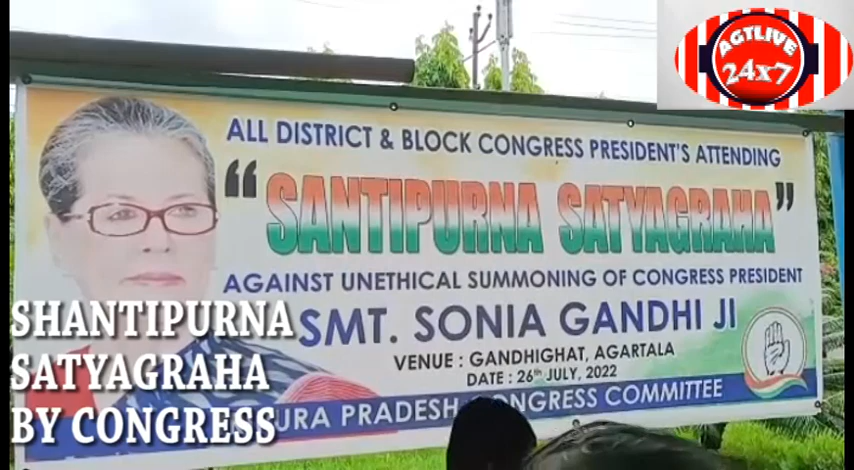 AGTLIVE
24x7
ALL DISTRICT & BLOCK CONGRESS PRESIDENT'S ATTENDING
“SANTIPURNA SATYAGRAHA”
AGAINST UNETHICAL SUMMONING OF CONGRESS PRESIDENT
SMT. SONIA GANDHI JI
VENUE : GANDHIGHAT, AGARTALA
DATE : 26th JULY, 2022
URA PRADESH CONGRESS COMMITTEE
SHANTIPURNA
SATYAGRAHA
BY CONGRESS